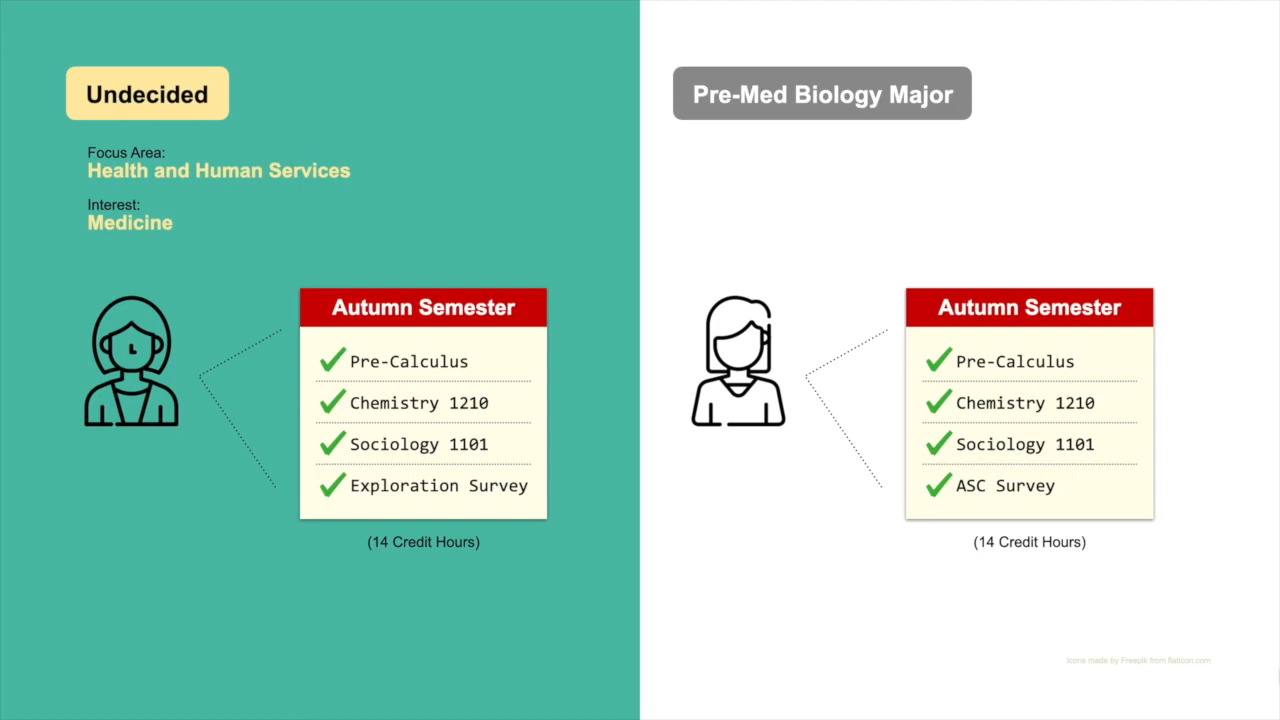 Undecided
Focus Area:
Health and Human Services
Interest:
Medicine
Autumn Semester
Pre-Calculus
Chemistry 1210
Sociology 1101
Exploration Survey
(14 Credit Hours)
Pre-Med Biology Major
Autumn Semester
Pre-Calculus
Chemistry 1210
Sociology 1101
ASC Survey
(14 Credit Hours)
Icons made by Freepik from flaticon.com